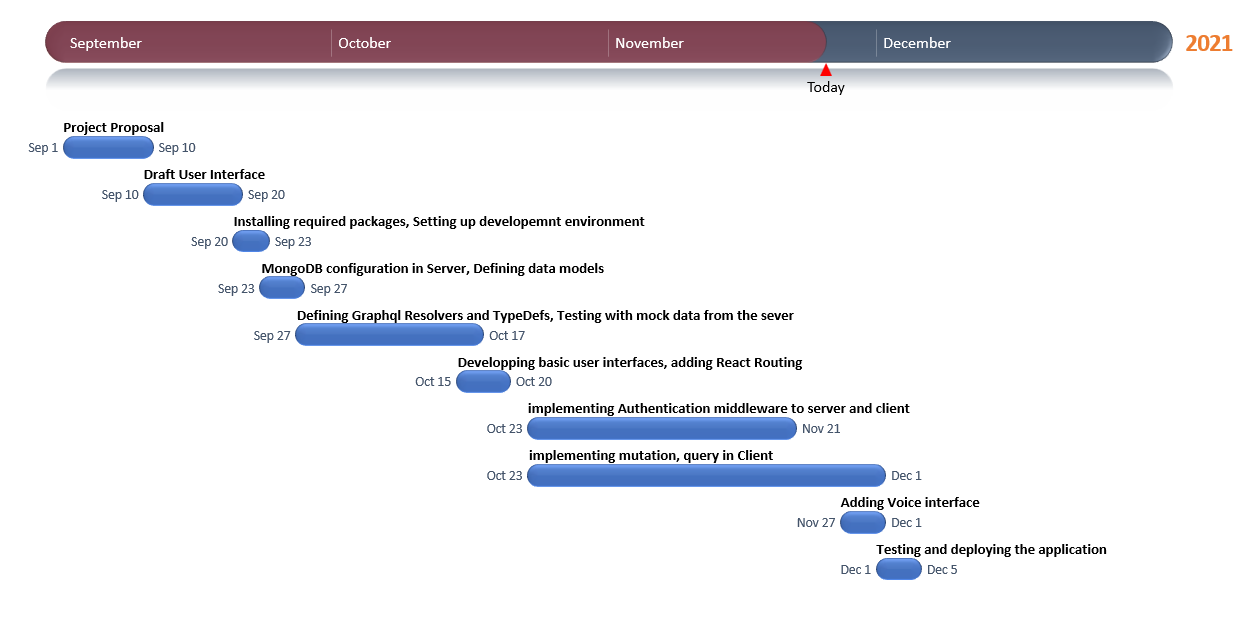 September October November December 2021
Today
Project Proposal
Sep 1 Sep 10
Draft User Interface
Sep 10 Sep 20
Installing required packages, Setting up developemnt environment
Sep 20 Sep 23
MongoDB configuration in Server, Defining data models
Sep 23 Sep 27
Defining Graphql Resolvers and TypeDefs, Testing with mock data from the sever
Sep 27 Oct 17
Developping basic user interfaces, adding React Routing
Oct 15 Oct 20
implementing Authentication middleware to server and client
Oct 23 Nov 21
implementing mutation, query in Client
Oct 23 Dec 1
Adding Voice interface
Nov 27 Dec 1
Testing and deploying the application
Dec 1 Dec 5